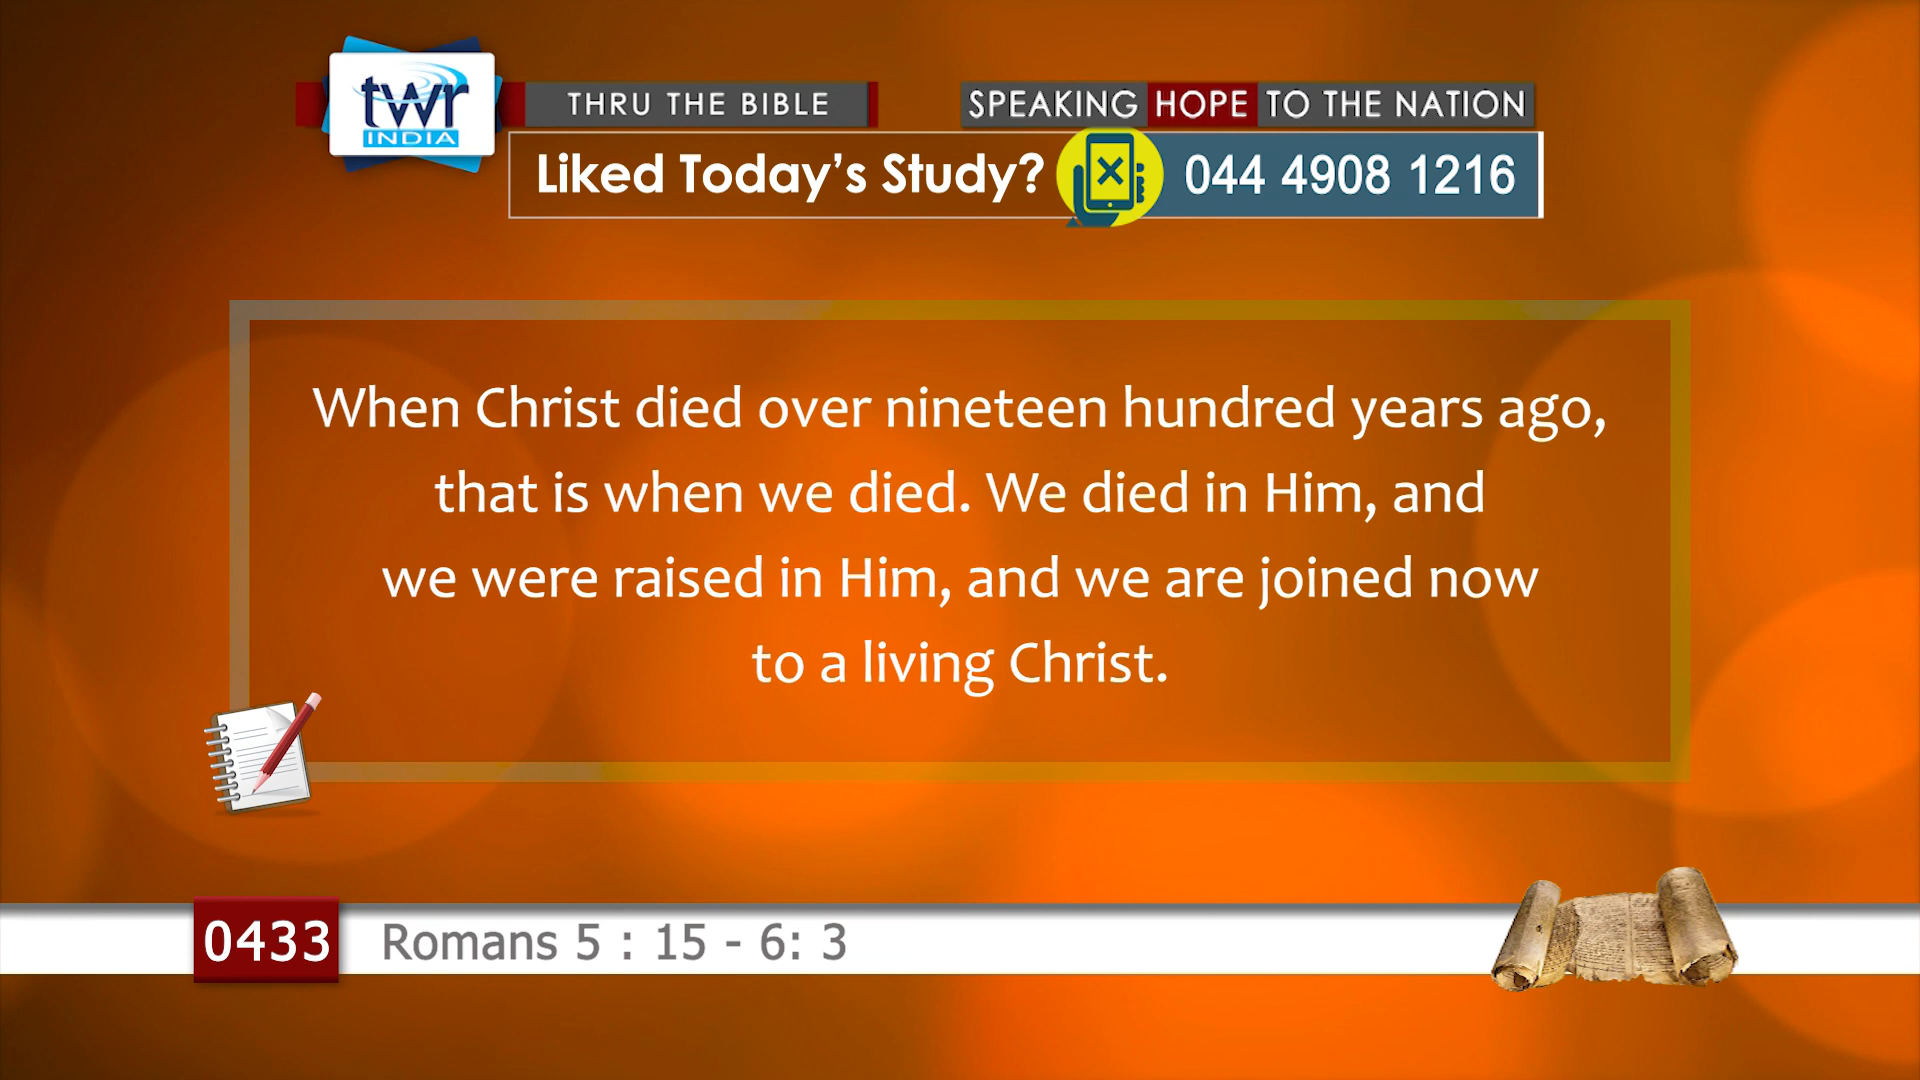 twr
INDIA
THRU THE BIBLE
SPEAKING HOPE TO THE NATION
Liked Today's Study?
044 4908 1216
When Christ died over nineteen hundred years ago,
that is when we died. We died in Him, and
we were raised in Him, and we are joined now
to a living Christ.
0433
Romans 5 : 15 - 6: 3